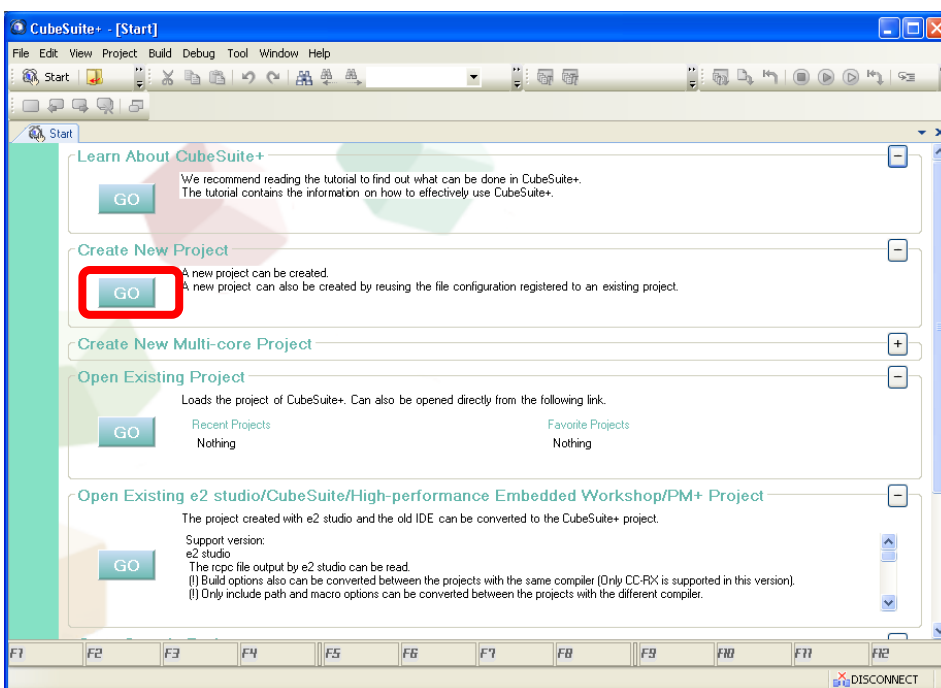 CubeSuite+ - [Start]
File Edit View Project Build Debug Tool Window Help
Start
Start
Learn About CubeSuite+
We recommend reading the tutorial to find out what can be done in CubeSuite+.
The tutorial contains the information on how to effectively use CubeSuite+.
GO
Create New Project
A new project can be created.
A new project can also be created by reusing the file configuration registered to an existing project.
GO
Create New Multi-core Project
Open Existing Project
Loads the project of CubeSuite+. Can also be opened directly from the following link.
GO
Recent Projects Favorite Projects
Nothing Nothing
Open Existing e2 studio/CubeSuite/High-performance Embedded Workshop/PM+ Project
The project created with e2 studio and the old IDE can be converted to the CubeSuite+ project.
GO
Support version:
e2 studio
The rcpc file output by e2 studio can be read.
(!) Build options also can be converted between the projects with the same compiler (Only CC-RX is supported in this version).
(!) Only include path and macro options can be converted between the projects with the different compiler.
F1 F2 F3 F4 F5 F6 F7 F8 F9 F10 F11 F12
DISCONNECT